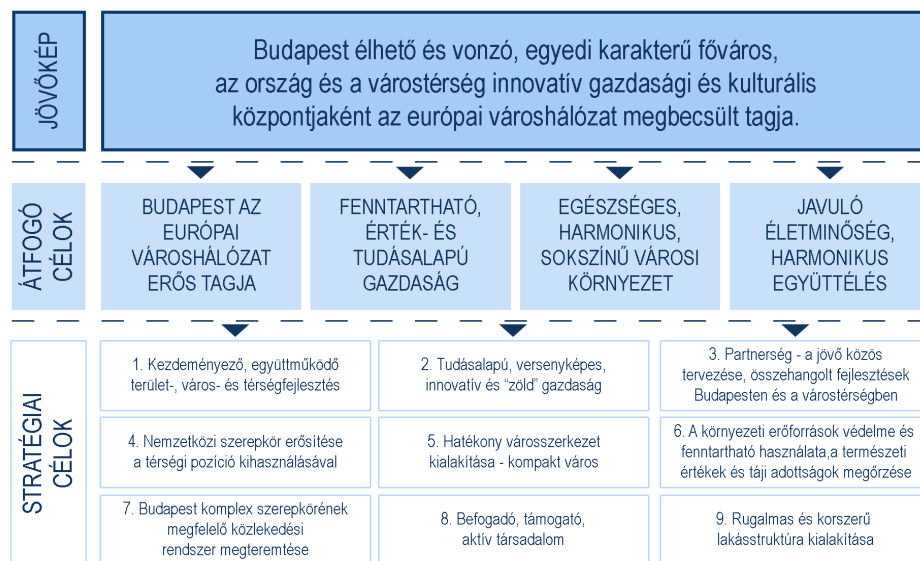 JÖVŐKÉP
Budapest élhető és vonzó, egyedi karakterű főváros,
az ország és a várostérség innovatív gazdasági és kulturális
központjaként az európai városhálózat megbecsült tagja.
ÁTFOGÓ
CÉLOK
BUDAPEST AZ
EURÓPAI
VÁROSHÁLÓZAT
ERŐS TAGJA
FENNTARTHATÓ,
ÉRTÉK- ÉS
TUDÁSALAPÚ
GAZDASÁG
EGÉSZSÉGES,
HARMONIKUS,
SOKSZÍNŰ VÁROSI
KÖRNYEZET
JAVULÓ
ÉLETMINŐSÉG,
HARMONIKUS
EGYÜTTÉLÉS
STRATÉGIAI
CÉLOK
1. Kezdeményező, együttműködő
terület-, város- és térségfejlesztés
2. Tudásalapú, versenyképes,
innovatív és “zöld” gazdaság
3. Partnerség - a jövő közös
tervezése, összehangolt fejlesztések
Budapesten és a várostérségben
4. Nemzetközi szerepkör erősítése
a térségi pozíció kihasználásával
5. Hatékony városszerkezet
kialakítása - kompakt város
6. A környezeti erőforrások védelme és
fenntartható használata,a természeti
értékek és táji adottságok megőrzése
7. Budapest komplex szerepkörének
megfelelő közlekedési
rendszer megteremtése
8. Befogadó, támogató,
aktív társadalom
9. Rugalmas és korszerű
lakásstruktúra kialakítása